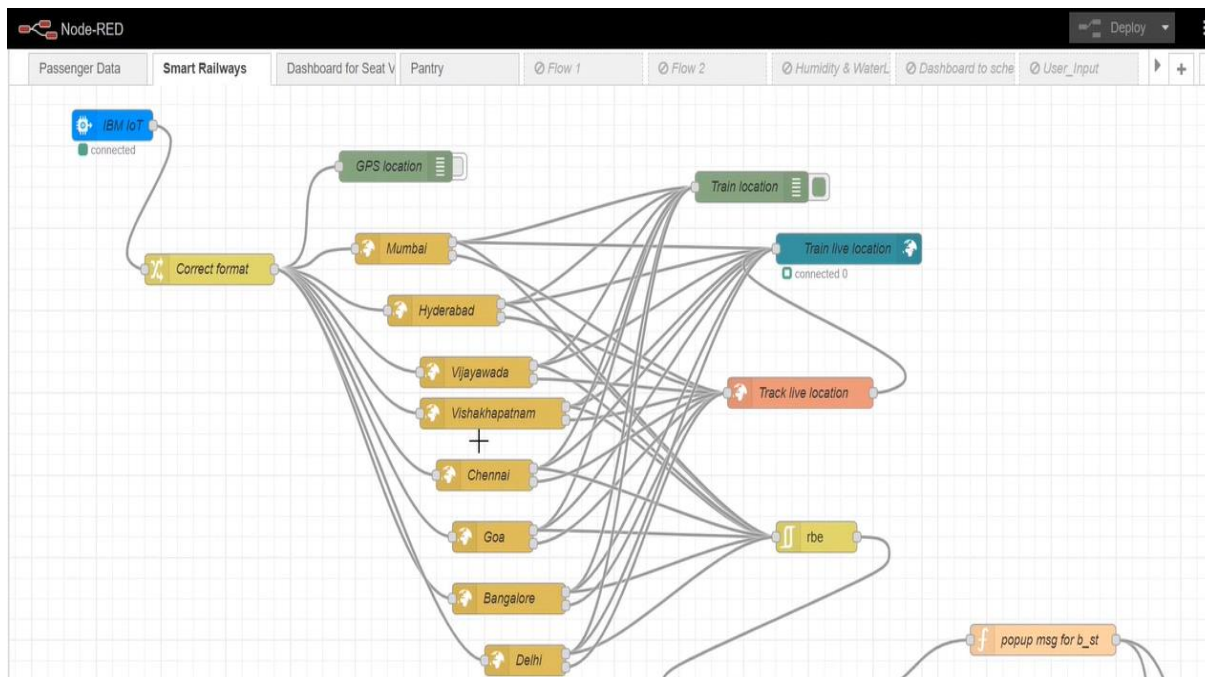 Node-RED
Deploy
Passenger Data
Smart Railways
Dashboard for Seat V
Pantry
Flow 1
Flow 2
Humidity & WaterL
Dashboard to sche
User_Input
IBM IoT
connected
GPS location
Train location
Mumbai
Train live location
connected 0
Correct format
Hyderabad
Vijayawada
Track live location
Vishakhapatnam
Chennai
Goa
rbe
Bangalore
popup msg for b_st
Delhi